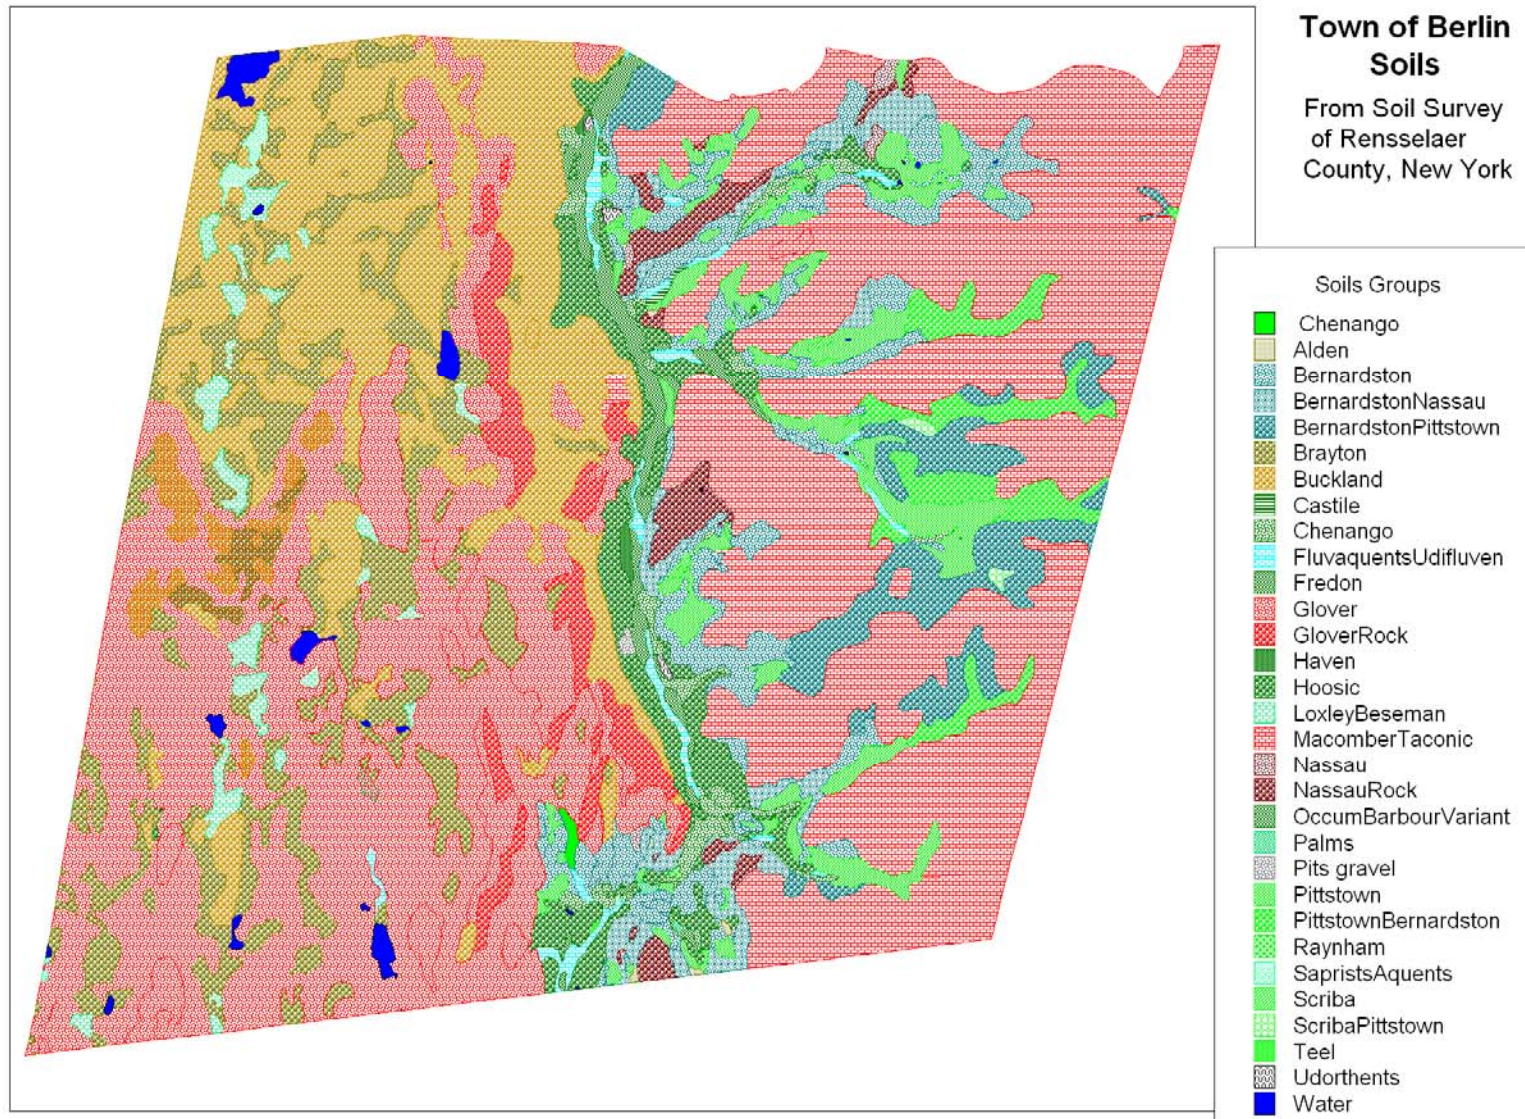 Town of Berlin
Soils
From Soil Survey
of Rensselaer
County, New York
Soils Groups
Chenango
Alden
Bernardston
BernardstonNassau
BernardstonPittstown
Brayton
Buckland
Castile
Chenango
FluvaquentsUdifluven
Fredon
Glover
GloverRock
Haven
Hoosic
LoxleyBeseman
MacomberTaconic
Nassau
NassauRock
OccumBarbourVariant
Palms
Pits gravel
Pittstown
PittstownBernardston
Raynham
SapristsAquents
Scriba
ScribaPittstown
Teel
Udorthents
Water